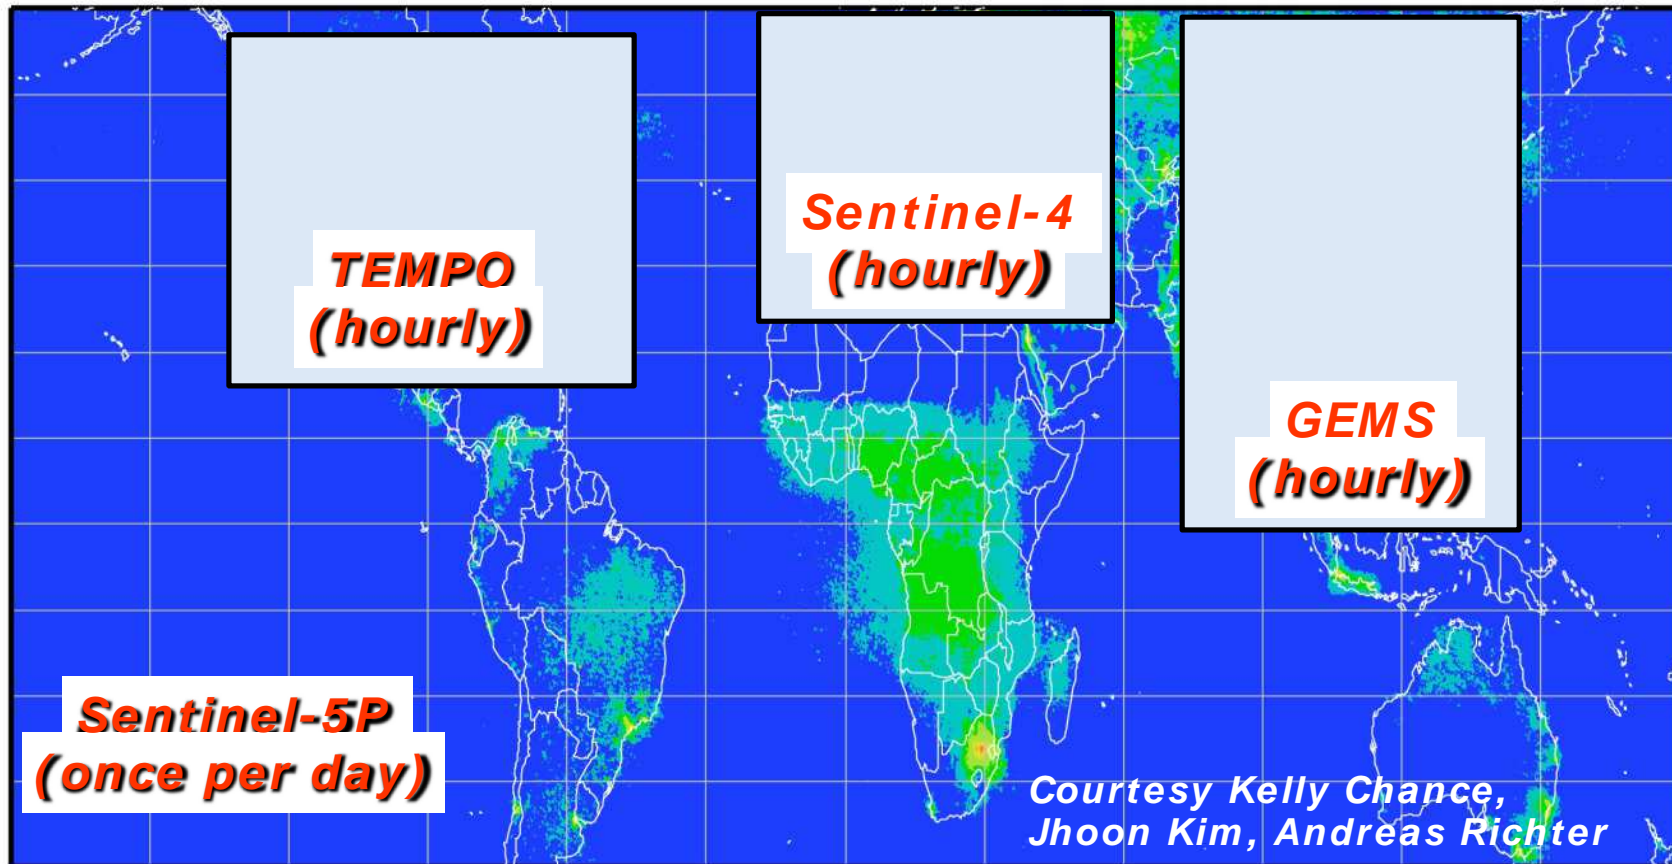 TEMPO
(hourly)
Sentinel-4
(hourly)
GEMS
(hourly)
Sentinel-5P
(once per day)
Courtesy Kelly Chance,
Jhoon Kim, Andreas Richter